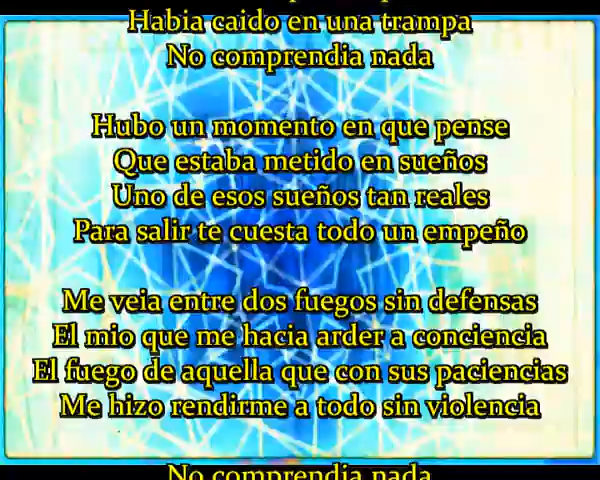 Habia caido en una trampa
No comprendia nada
Hubo un momento en que pense
Que estaba metido en sueños
Uno de esos sueños tan reales
Para salir te cuesta todo un empeño
Me veia entre dos fuegos sin defensas
El mio que me hacia arder a conciencia
El fuego de aquella que con sus paciencias
Me hizo rendirme a todo sin violencia
No comprendia nada